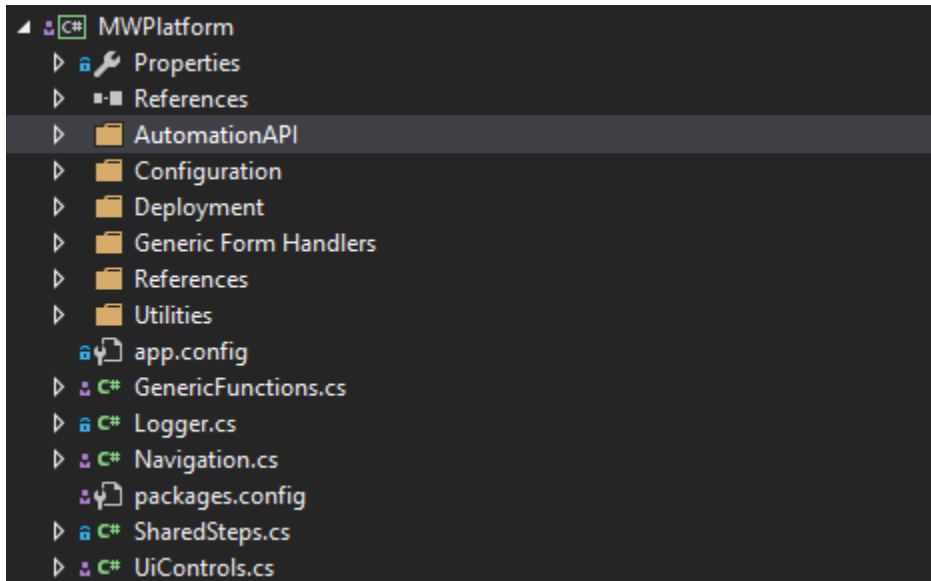 C# MWPlatform
Properties
References
AutomationAPI
Configuration
Deployment
Generic Form Handlers
References
Utilities
app.config
C# GenericFunctions.cs
C# Logger.cs
C# Navigation.cs
packages.config
C# SharedSteps.cs
C# UiControls.cs